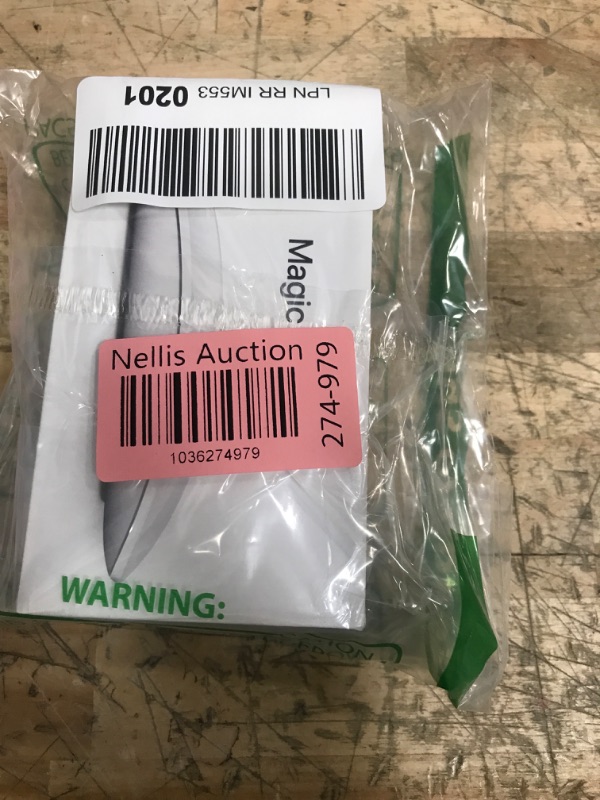 LPN RR IM553 0201
Magic
Nellis Auction
274-979
1036274979
WARNING: